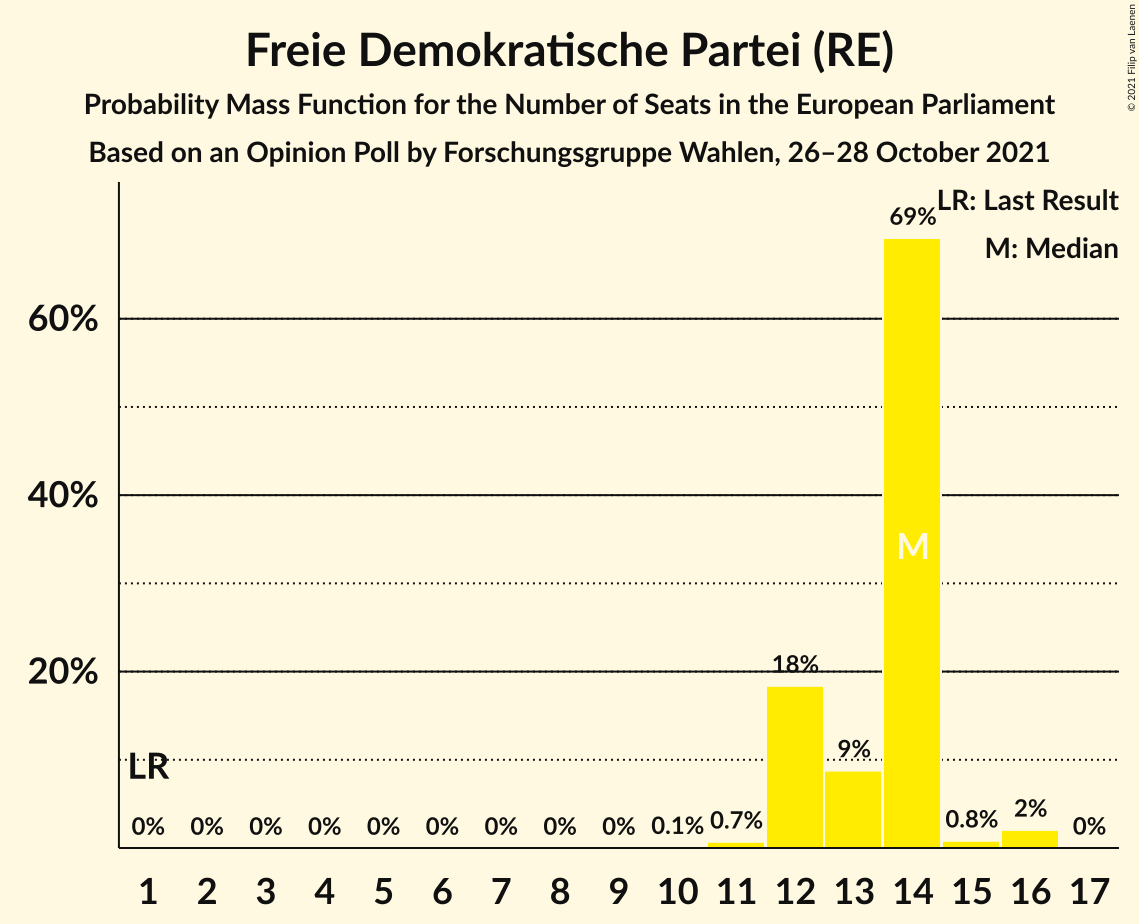 Freie Demokratische Partei (RE)
Probability Mass Function for the Number of Seats in the European Parliament
Based on an Opinion Poll by Forschungsgruppe Wahlen, 26–28 October 2021
© 2021 Filip van Laenen
LR: Last Result
M: Median
69%
60%
40%
M
20%
18%
9%
LR
0% 0% 0% 0% 0% 0% 0% 0% 0% 0.1% 0.7% 0.8% 2% 0%
1 2 3 4 5 6 7 8 9 10 11 12 13 14 15 16 17